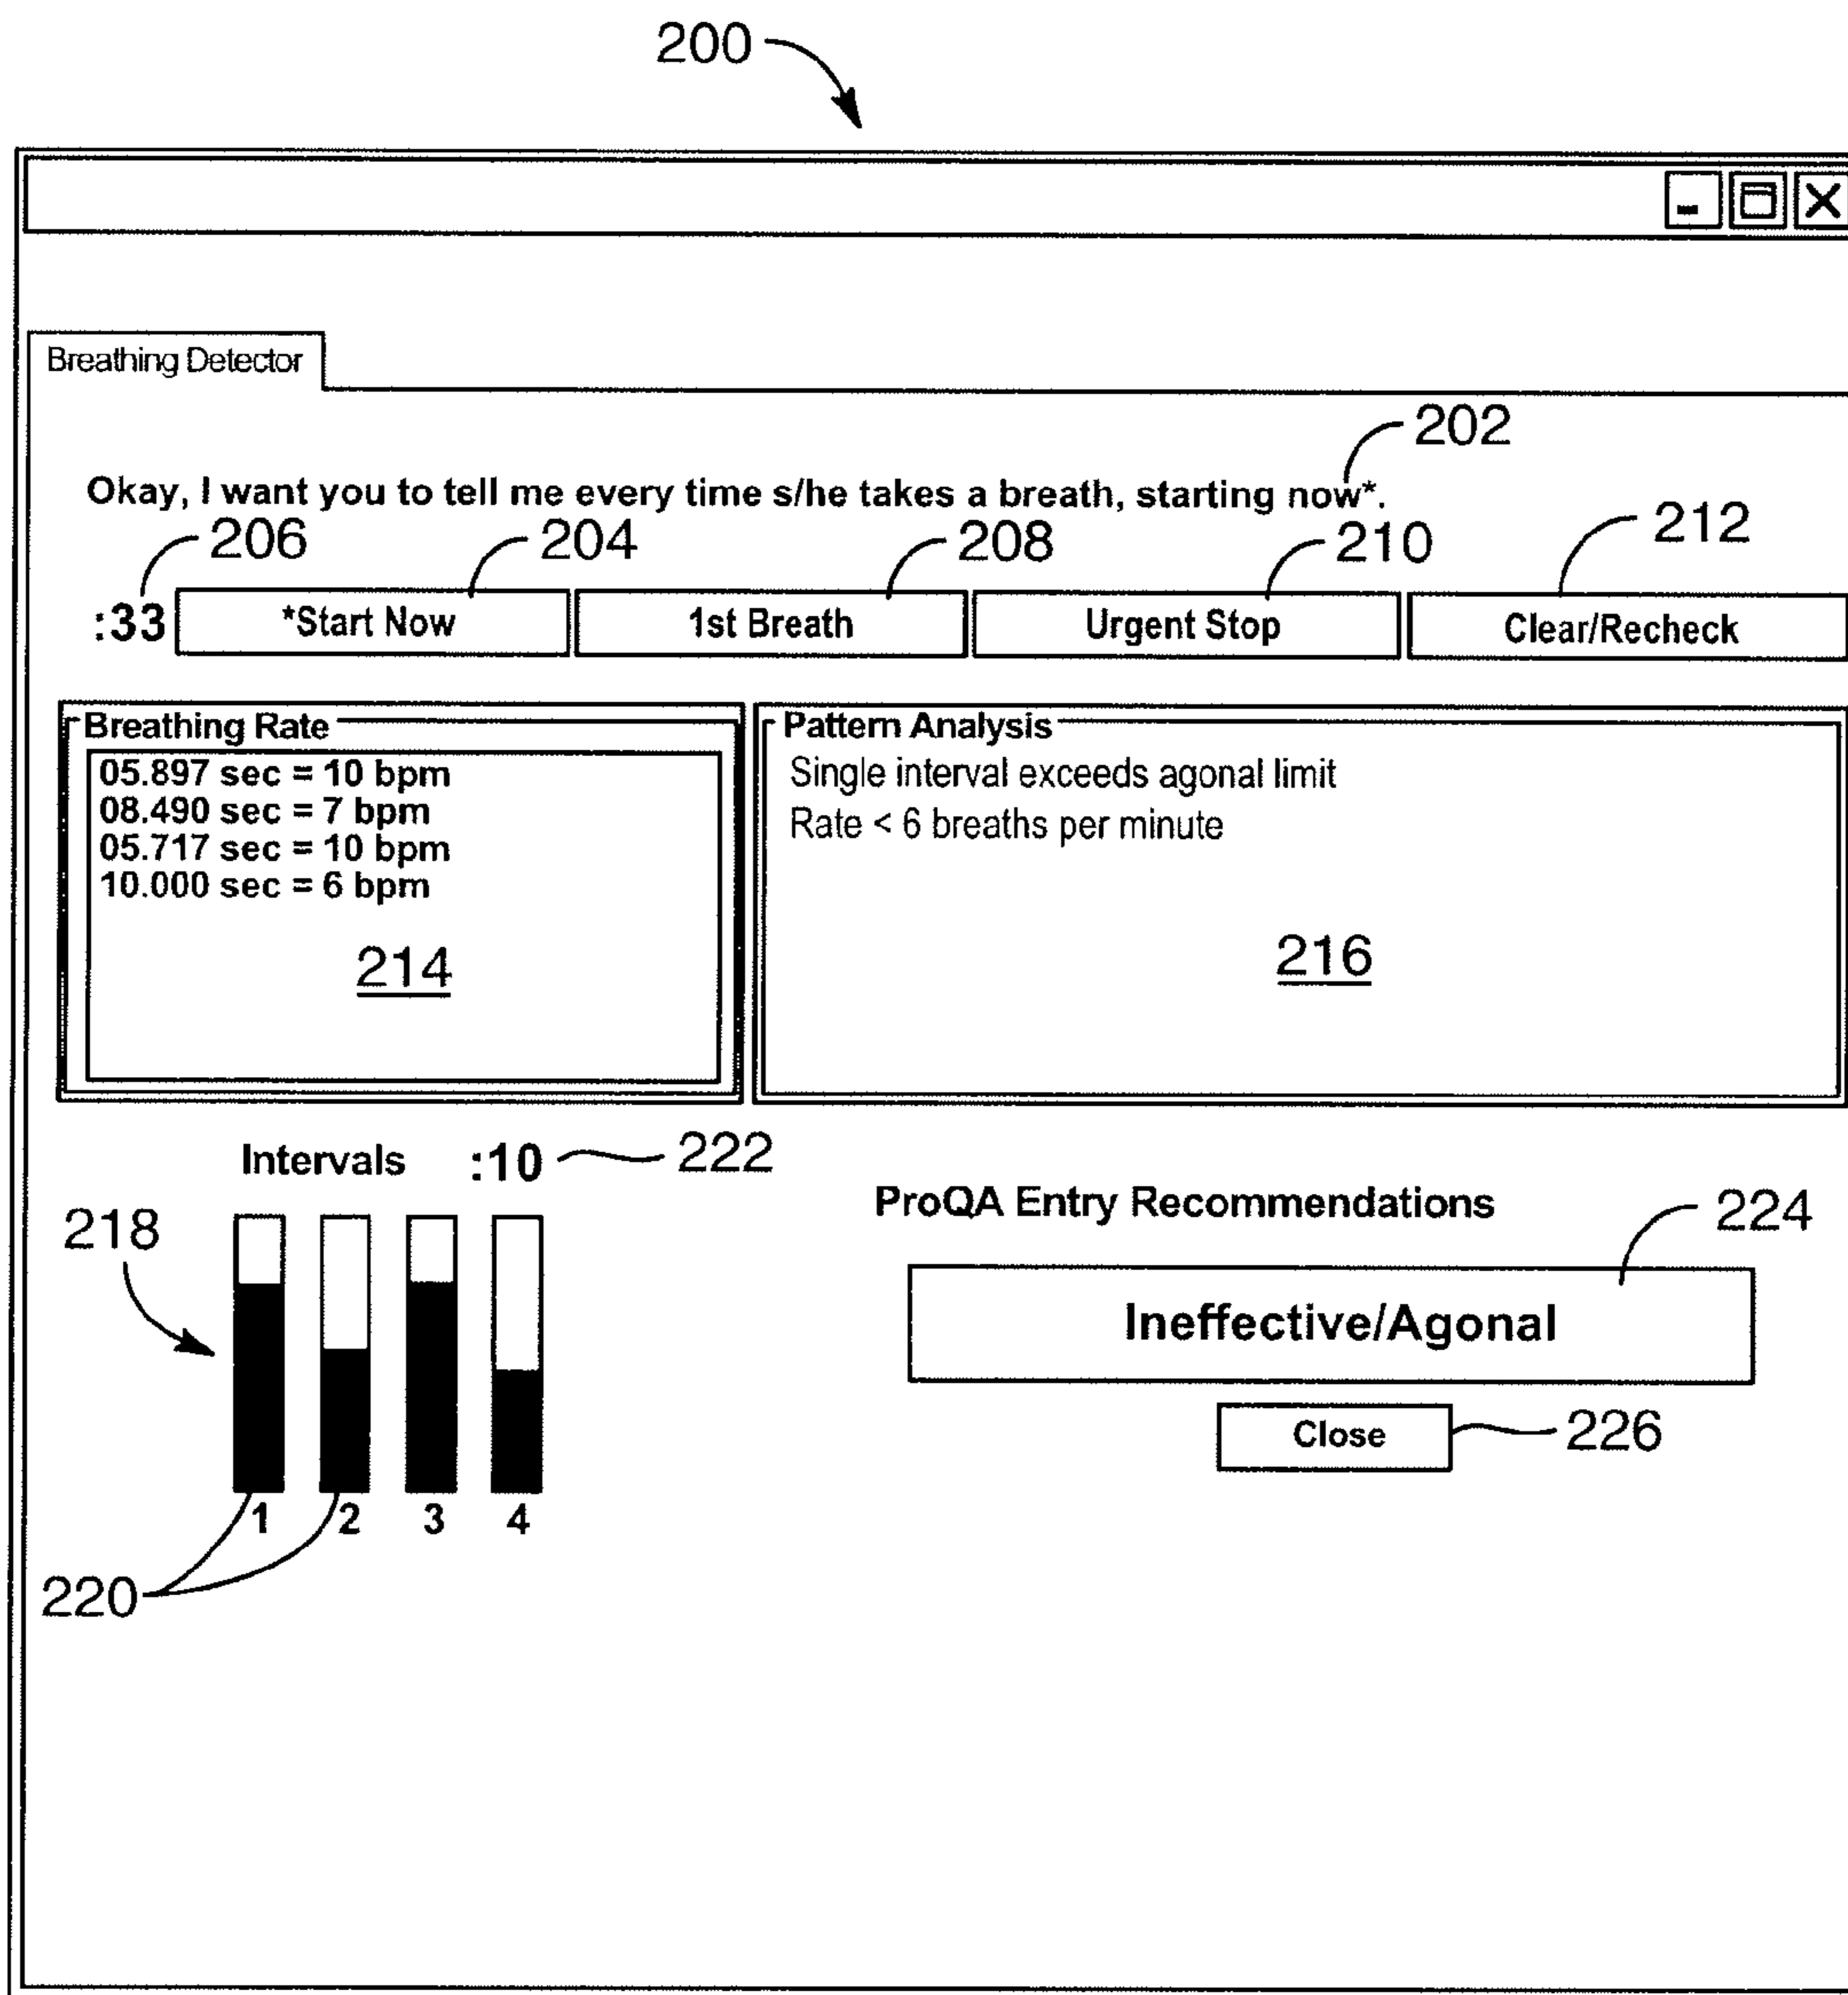 200
Breathing Detector
202
Okay, I want you to tell me every time s/he takes a breath, starting now*.
206 204 208 210 212
:33 *Start Now 1st Breath Urgent Stop Clear/Recheck
Breathing Rate
05.897 sec = 10 bpm
08.490 sec = 7 bpm
05.717 sec = 10 bpm
10.000 sec = 6 bpm
214
Pattern Analysis
Single interval exceeds agonal limit
Rate < 6 breaths per minute
216
Intervals :10 222
218
1 2 3 4
220
ProQA Entry Recommendations
224
Ineffective/Agonal
Close 226